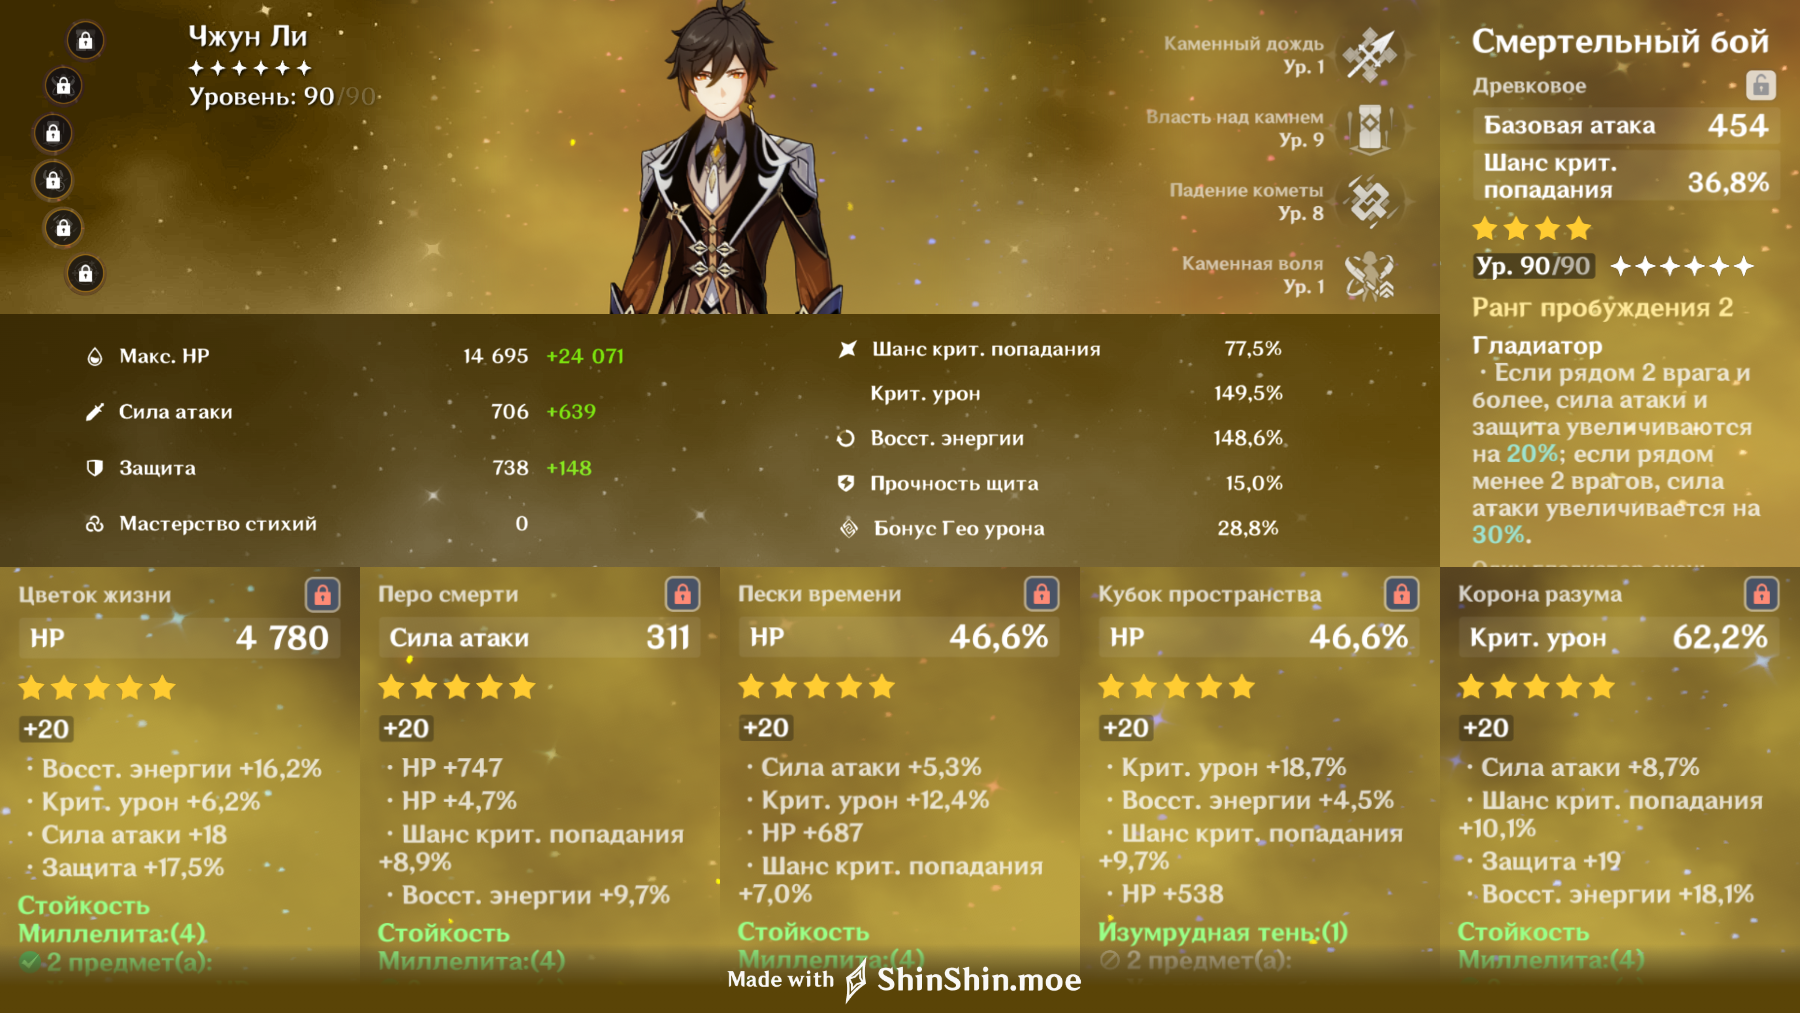 Чжун Ли
Уровень: 90/90
Каменный дождь
Ур. 1
Власть над камнем
Ур. 9
Падение кометы
Ур. 8
Каменная воля
Ур. 1
Смертельный бой
Древковое
Базовая атака 454
Шанс крит. попадания 36,8%
Ур. 90/90
Ранг пробуждения 2
Гладиатор
· Если рядом 2 врага и
более, сила атаки и
защита увеличиваются
на 20%; если рядом
менее 2 врагов, сила
атаки увеличивается на
30%.
Макс. HP 14 695 +24 071
Сила атаки 706 +639
Защита 738 +148
Мастерство стихий 0
Шанс крит. попадания 77,5%
Крит. урон 149,5%
Восст. энергии 148,6%
Прочность щита 15,0%
Бонус Гео урона 28,8%
Цветок жизни
HP 4 780
+20
· Восст. энергии +16,2%
· Крит. урон +6,2%
· Сила атаки +18
· Защита +17,5%
Стойкость
Миллелита:(4)
2 предмет(а):
Перо смерти
Сила атаки 311
+20
· HP +747
· HP +4,7%
· Шанс крит. попадания
+8,9%
· Восст. энергии +9,7%
Стойкость
Миллелита:(4)
Пески времени
HP 46,6%
+20
· Сила атаки +5,3%
· Крит. урон +12,4%
· HP +687
· Шанс крит. попадания
+7,0%
Стойкость
Миллелита:(4)
Кубок пространства
HP 46,6%
+20
· Крит. урон +18,7%
· Восст. энергии +4,5%
· Шанс крит. попадания
+9,7%
· HP +538
Изумрудная тень:(1)
2 предмет(а):
Корона разума
Крит. урон 62,2%
+20
· Сила атаки +8,7%
· Шанс крит. попадания
+10,1%
· Защита +19
· Восст. энергии +18,1%
Стойкость
Миллелита:(4)
Made with ShinShin.moe